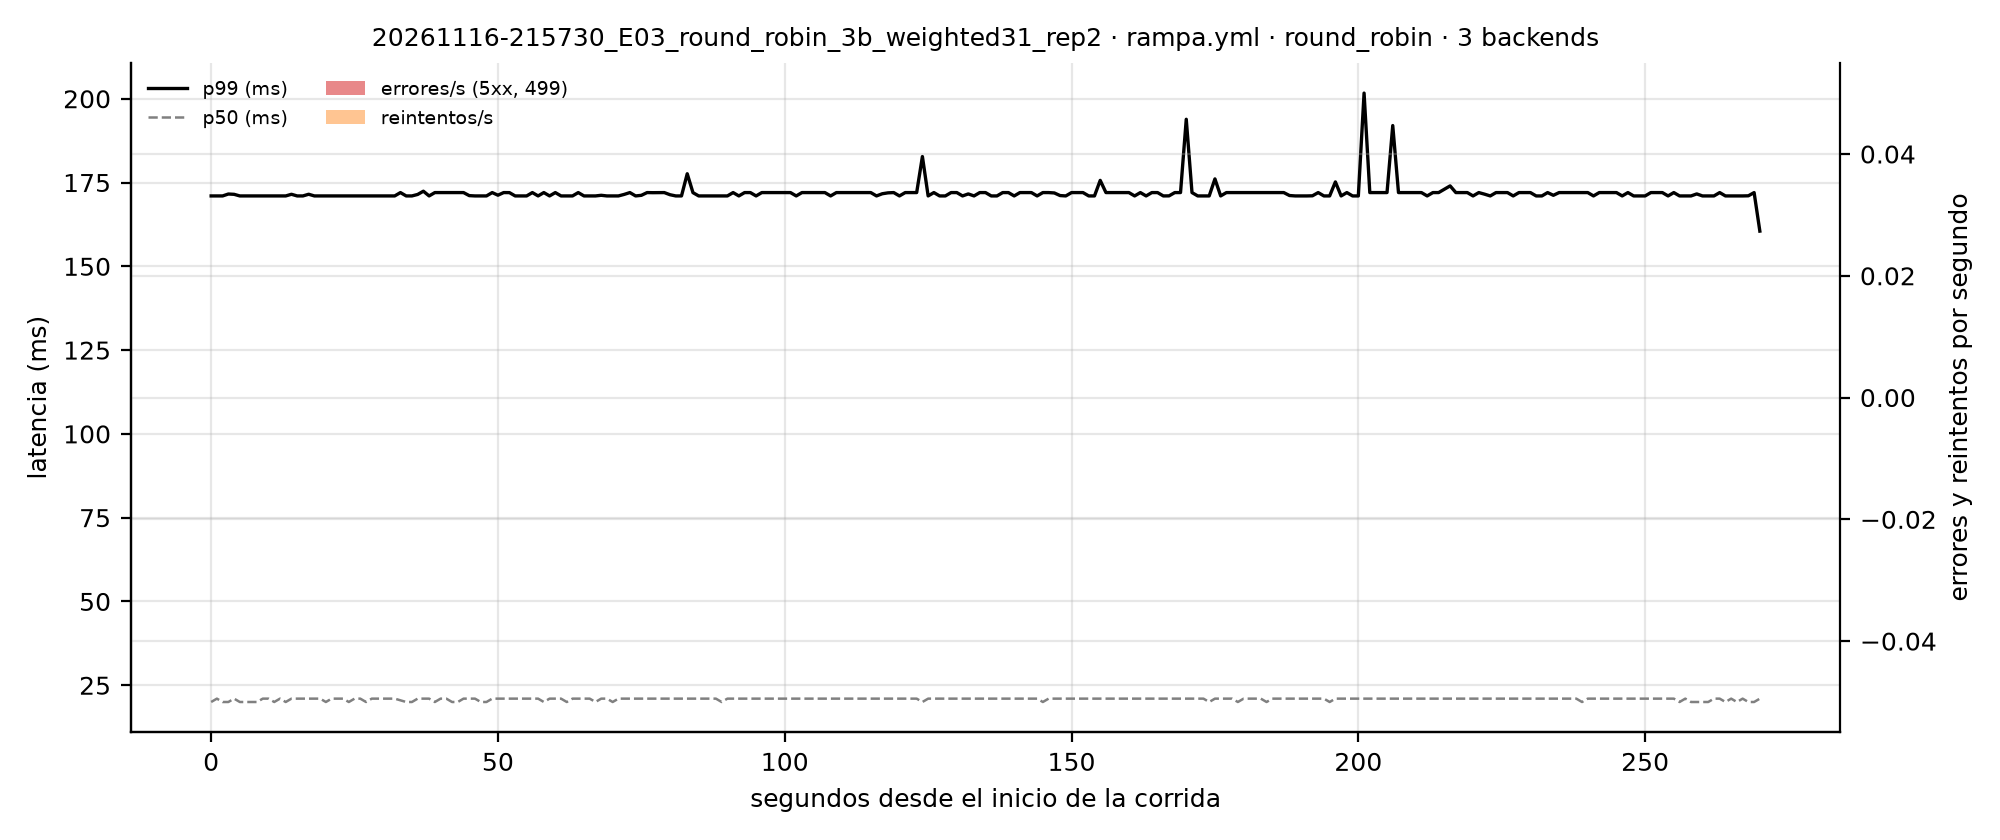 20261116-215730_E03_round_robin_3b_weighted31_rep2 · rampa.yml · round_robin · 3 backends
p99 (ms)
p50 (ms)
errores/s (5xx, 499)
reintentos/s
latencia (ms)
200
175
150
125
100
75
50
25
0.04
0.02
0.00
−0.02
−0.04
errores y reintentos por segundo
0
50
100
150
200
250
segundos desde el inicio de la corrida